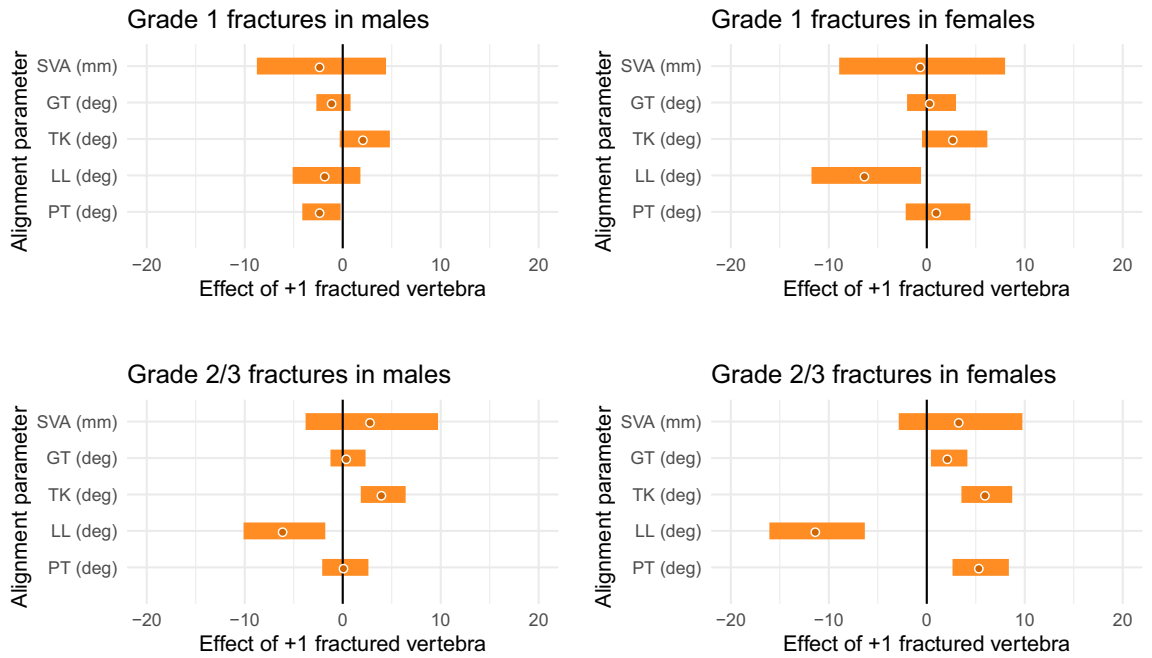 Grade 1 fractures in males
Alignment parameter
SVA (mm)
GT (deg)
TK (deg)
LL (deg)
PT (deg)
−20 −10 0 10 20
Effect of +1 fractured vertebra
Grade 1 fractures in females
Alignment parameter
SVA (mm)
GT (deg)
TK (deg)
LL (deg)
PT (deg)
−20 −10 0 10 20
Effect of +1 fractured vertebra
Grade 2/3 fractures in males
Alignment parameter
SVA (mm)
GT (deg)
TK (deg)
LL (deg)
PT (deg)
−20 −10 0 10 20
Effect of +1 fractured vertebra
Grade 2/3 fractures in females
Alignment parameter
SVA (mm)
GT (deg)
TK (deg)
LL (deg)
PT (deg)
−20 −10 0 10 20
Effect of +1 fractured vertebra